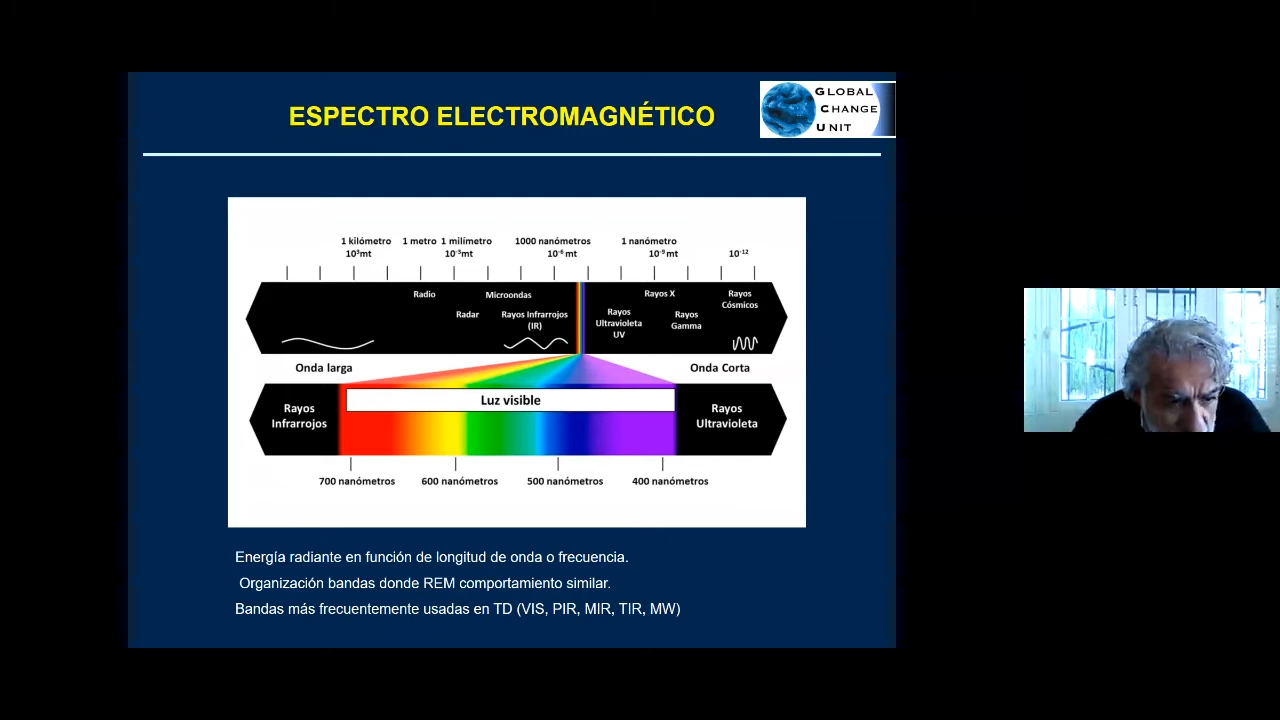 ESPECTRO ELECTROMAGNÉTICO
GLOBAL
CHANGE
UNIT
1 kilómetro 1 metro 1 milímetro 1000 nanómetros 1 nanómetro
10³mt 10⁻³mt 10⁻⁶ mt 10⁻⁹ mt 10⁻¹²
Radio Microondas Rayos X Rayos
Cósmicos
Radar Rayos Infrarrojos
(IR)
Rayos
Ultravioleta
UV
Rayos
Gamma
Onda larga Onda Corta
Rayos
Infrarrojos
Luz visible
Rayos
Ultravioleta
700 nanómetros 600 nanómetros 500 nanómetros 400 nanómetros
Energía radiante en función de longitud de onda o frecuencia.
Organización bandas donde REM comportamiento similar.
Bandas más frecuentemente usadas en TD (VIS, PIR, MIR, TIR, MW)